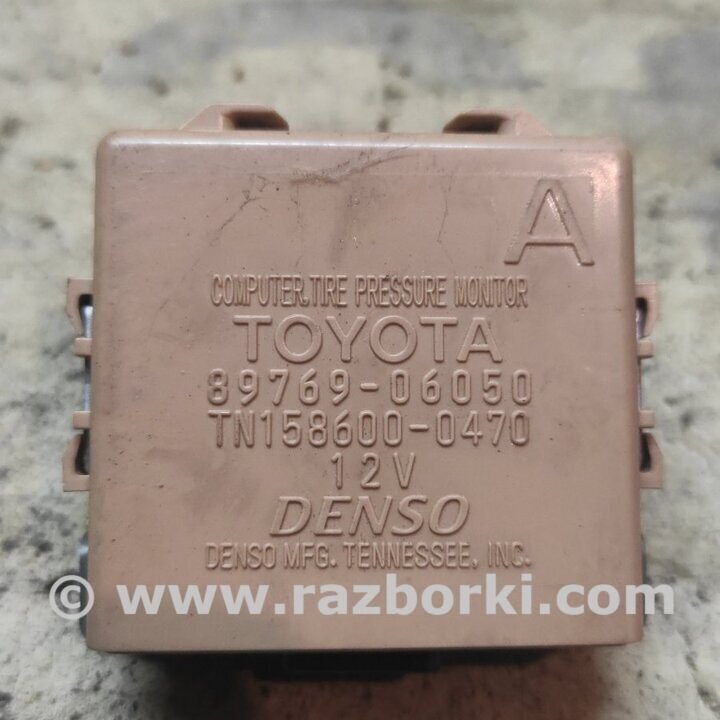 A
COMPUTER.TIRE PRESSURE MONITOR
TOYOTA
89769-06050
TN158600-0470
12V
DENSO
DENSO MFG. TENNESSEE, INC.
© www.razborki.com